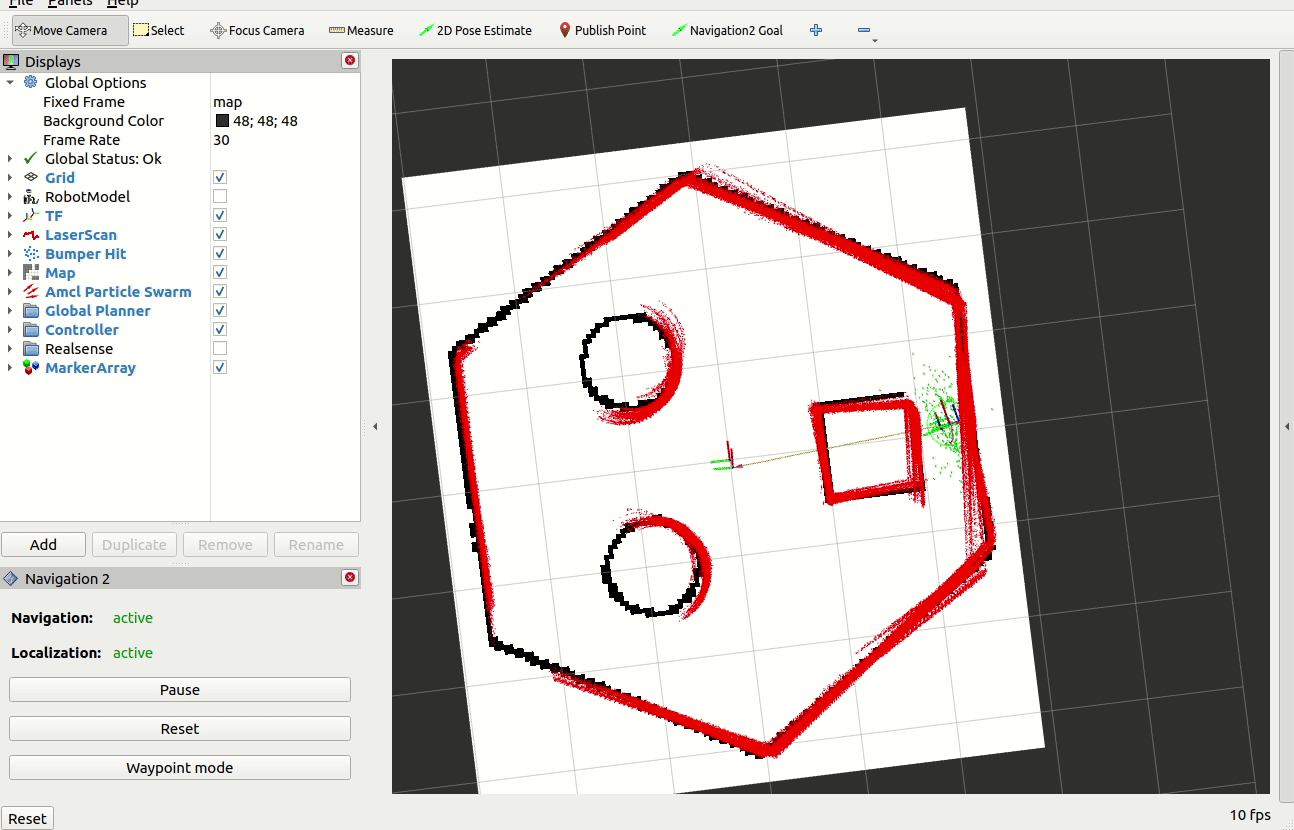 File Panels Help
Move Camera Select Focus Camera Measure 2D Pose Estimate Publish Point Navigation2 Goal
Displays
Global Options
Fixed Frame map
Background Color 48; 48; 48
Frame Rate 30
Global Status: Ok
Grid
RobotModel
TF
LaserScan
Bumper Hit
Map
Amcl Particle Swarm
Global Planner
Controller
Realsense
MarkerArray
Add Duplicate Remove Rename
Navigation 2
Navigation: active
Localization: active
Pause
Reset
Waypoint mode
Reset 10 fps